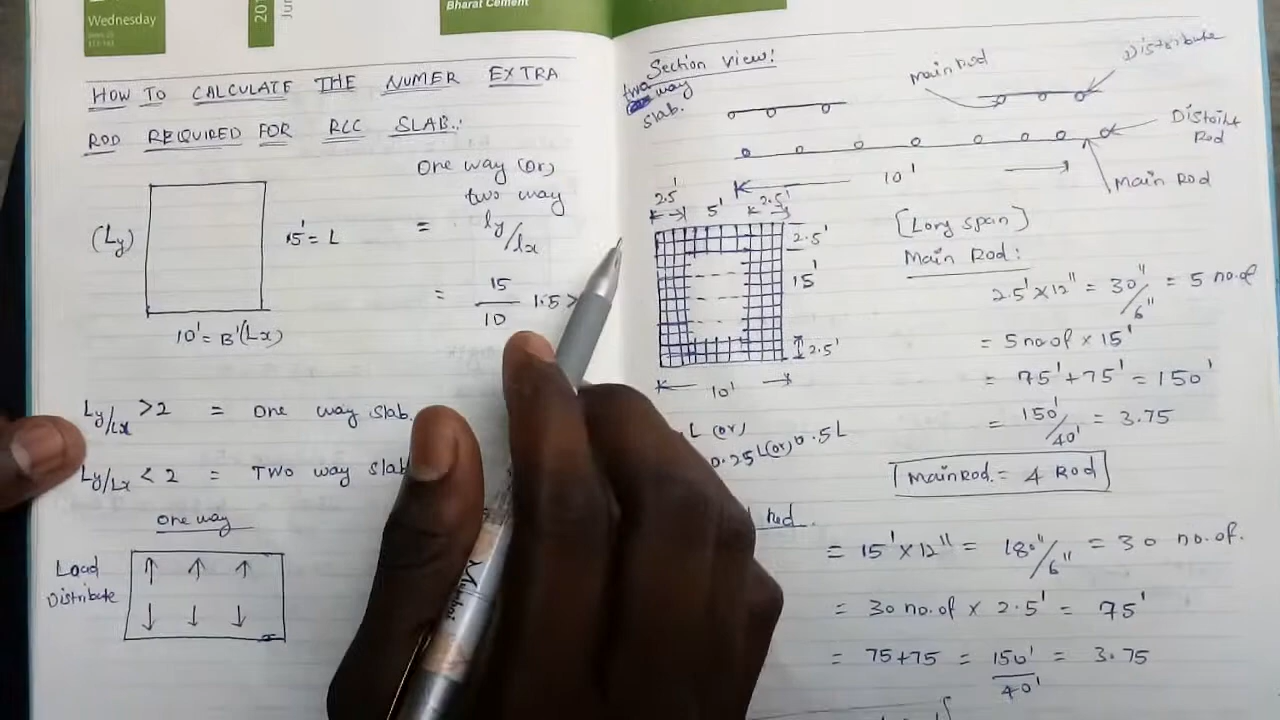 Wednesday
201
Jun
Bharat Cement
HOW TO CALCULATE THE NUMER EXTRA
ROD REQUIRED FOR RCC SLAB.:
(Ly)
15' = L
10' = B'(Lx)
One way (or)
two way
= ly/lx
= 15/10 1.5 >
Ly/Lx >2 = One way slab.
Ly/Lx < 2 = Two way slab
One way
Load
Distribute
Section view:
two way
slab.
Main Rod
Distribute
Distribut
Rod
Main Rod
10'
2.5' 5' 2.5'
2.5'
15'
2.5'
10'
L (or)
0.25L (or) 0.5L
[Long span]
Main Rod:
2.5' x 12" = 30"/6" = 5 no. of
= 5 no of x 15'
= 75' + 75' = 150'
= 150'/40' = 3.75
Main Rod. = 4 Rod
rod.
= 15' x 12" = 180"/6" = 30 no. of.
= 30 no. of x 2.5' = 75'
= 75 + 75 = 150'/40' = 3.75